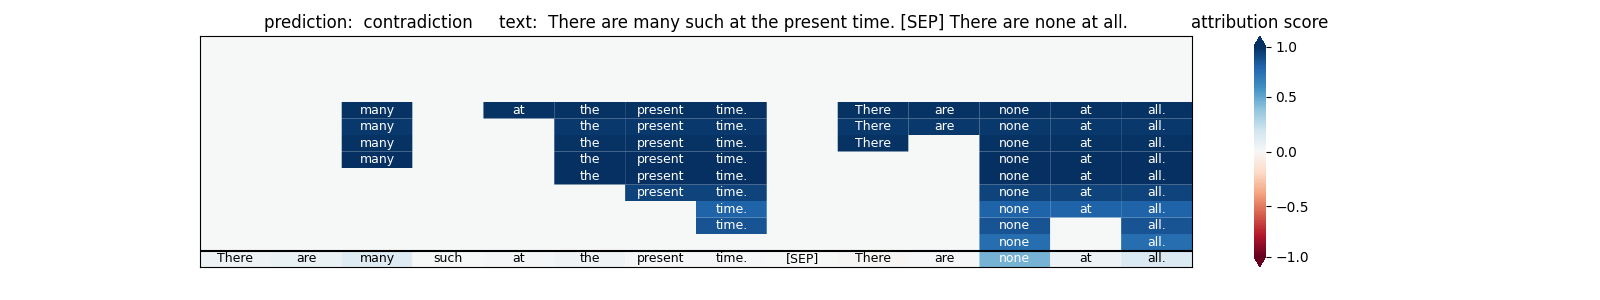 prediction:  contradiction     text:  There are many such at the present time. [SEP] There are none at all.     attribution score
1.0
many at the present time. There are none at all.
many the present time. There are none at all.
0.5
many the present time. There none at all.
many the present time. none at all.
0.0
the present time. none at all.
present time. none at all.
−0.5
time. none at all.
time. none all.
none all.
−1.0
There are many such at the present time. [SEP] There are none at all.